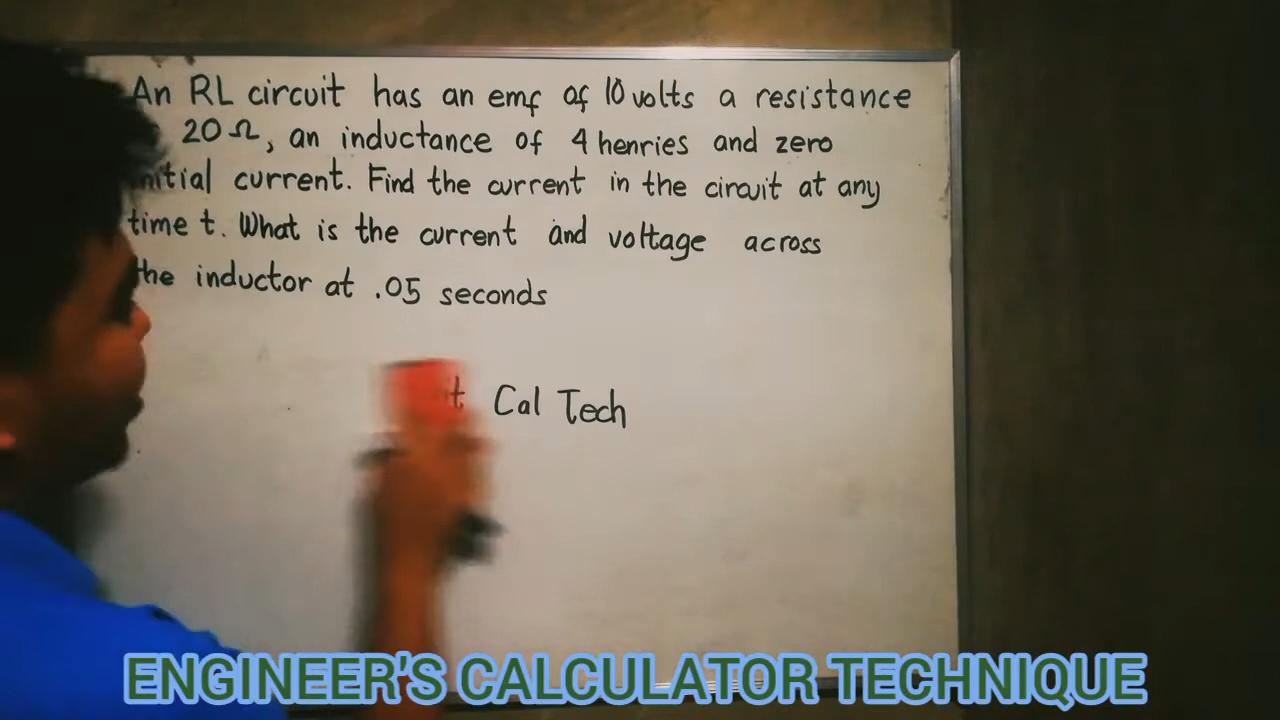 An RL circuit has an emf of 10 volts a resistance
20 Ω, an inductance of 4 henries and zero
initial current. Find the current in the circuit at any
time t. What is the current and voltage across
the inductor at .05 seconds
Cal Tech
ENGINEER'S CALCULATOR TECHNIQUE